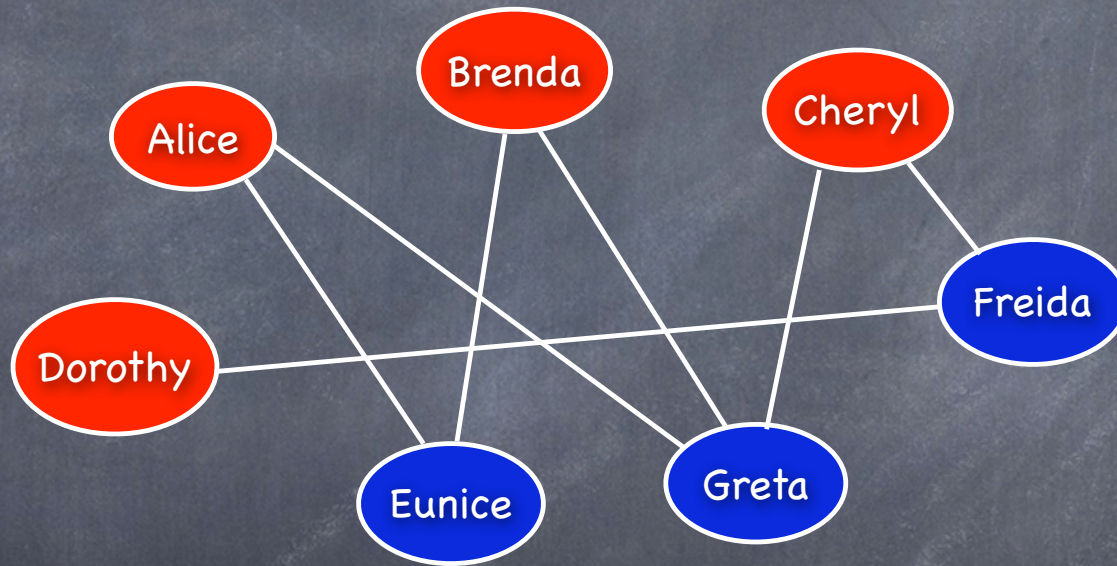 Brenda
Cheryl
Alice
Freida
Dorothy
Greta
Eunice